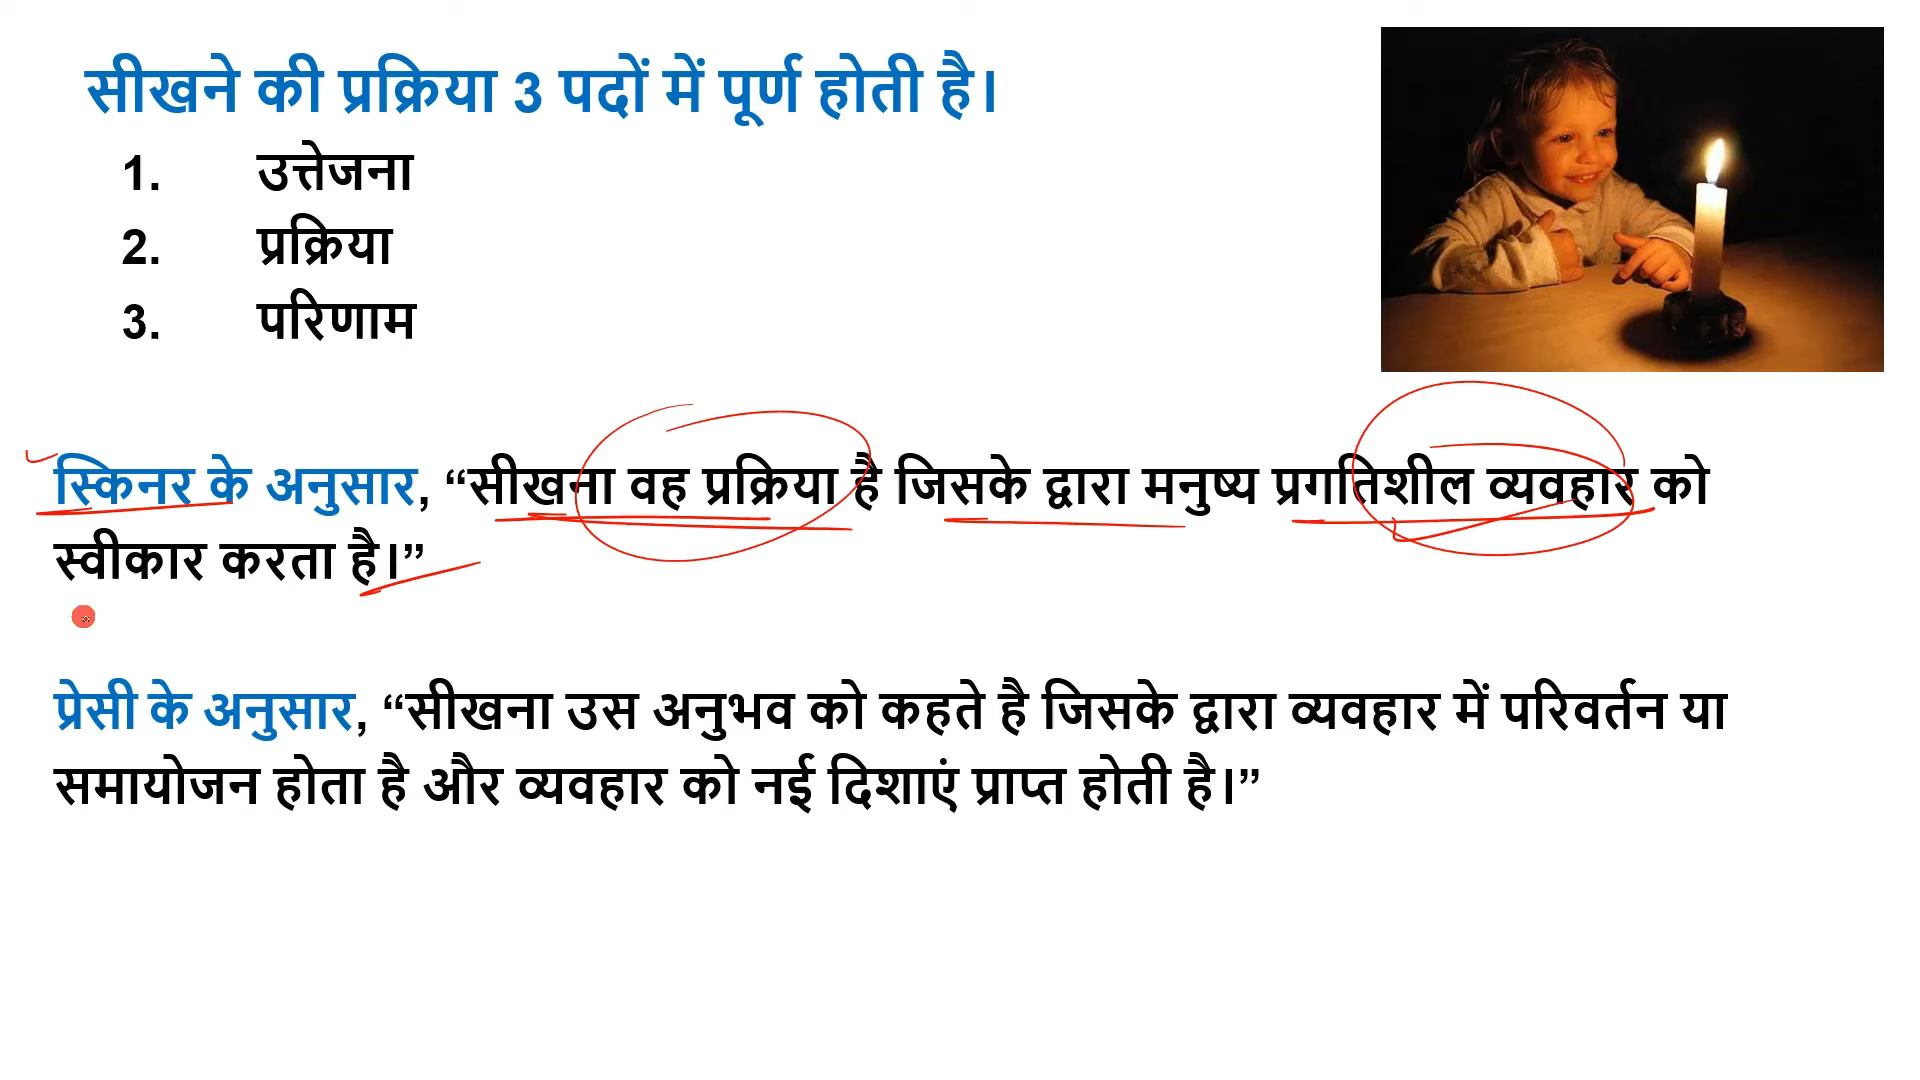 सीखने की प्रक्रिया 3 पदों में पूर्ण होती है।
1. उत्तेजना
2. प्रक्रिया
3. परिणाम
स्किनर के अनुसार, “सीखना वह प्रक्रिया है जिसके द्वारा मनुष्य प्रगतिशील व्यवहार को
स्वीकार करता है।”
प्रेसी के अनुसार, “सीखना उस अनुभव को कहते है जिसके द्वारा व्यवहार में परिवर्तन या
समायोजन होता है और व्यवहार को नई दिशाएं प्राप्त होती है।”